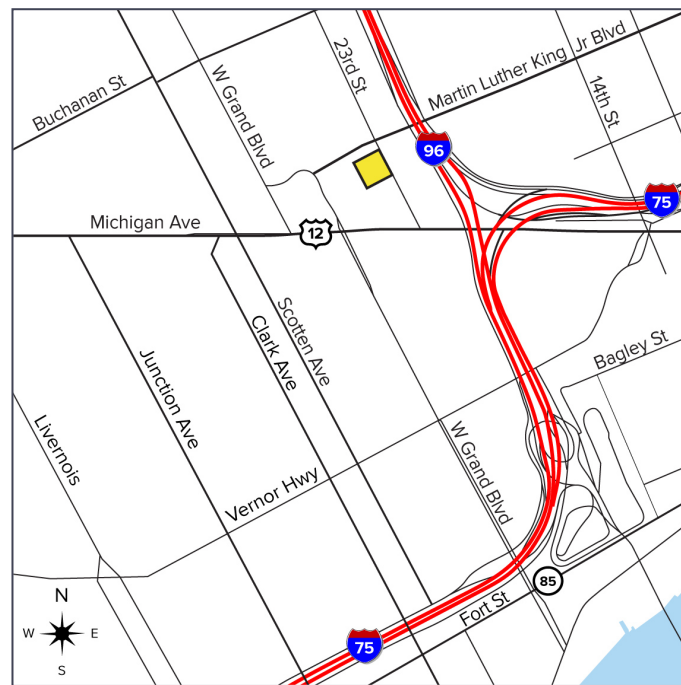 23rd St
Martin Luther King Jr Blvd
W Grand Blvd
Buchanan St
14th St
96
75
Michigan Ave
12
Scotten Ave
Clark Ave
Junction Ave
Bagley St
Livernois
W Grand Blvd
Vernor Hwy
85
Fort St
75
N
W E
S